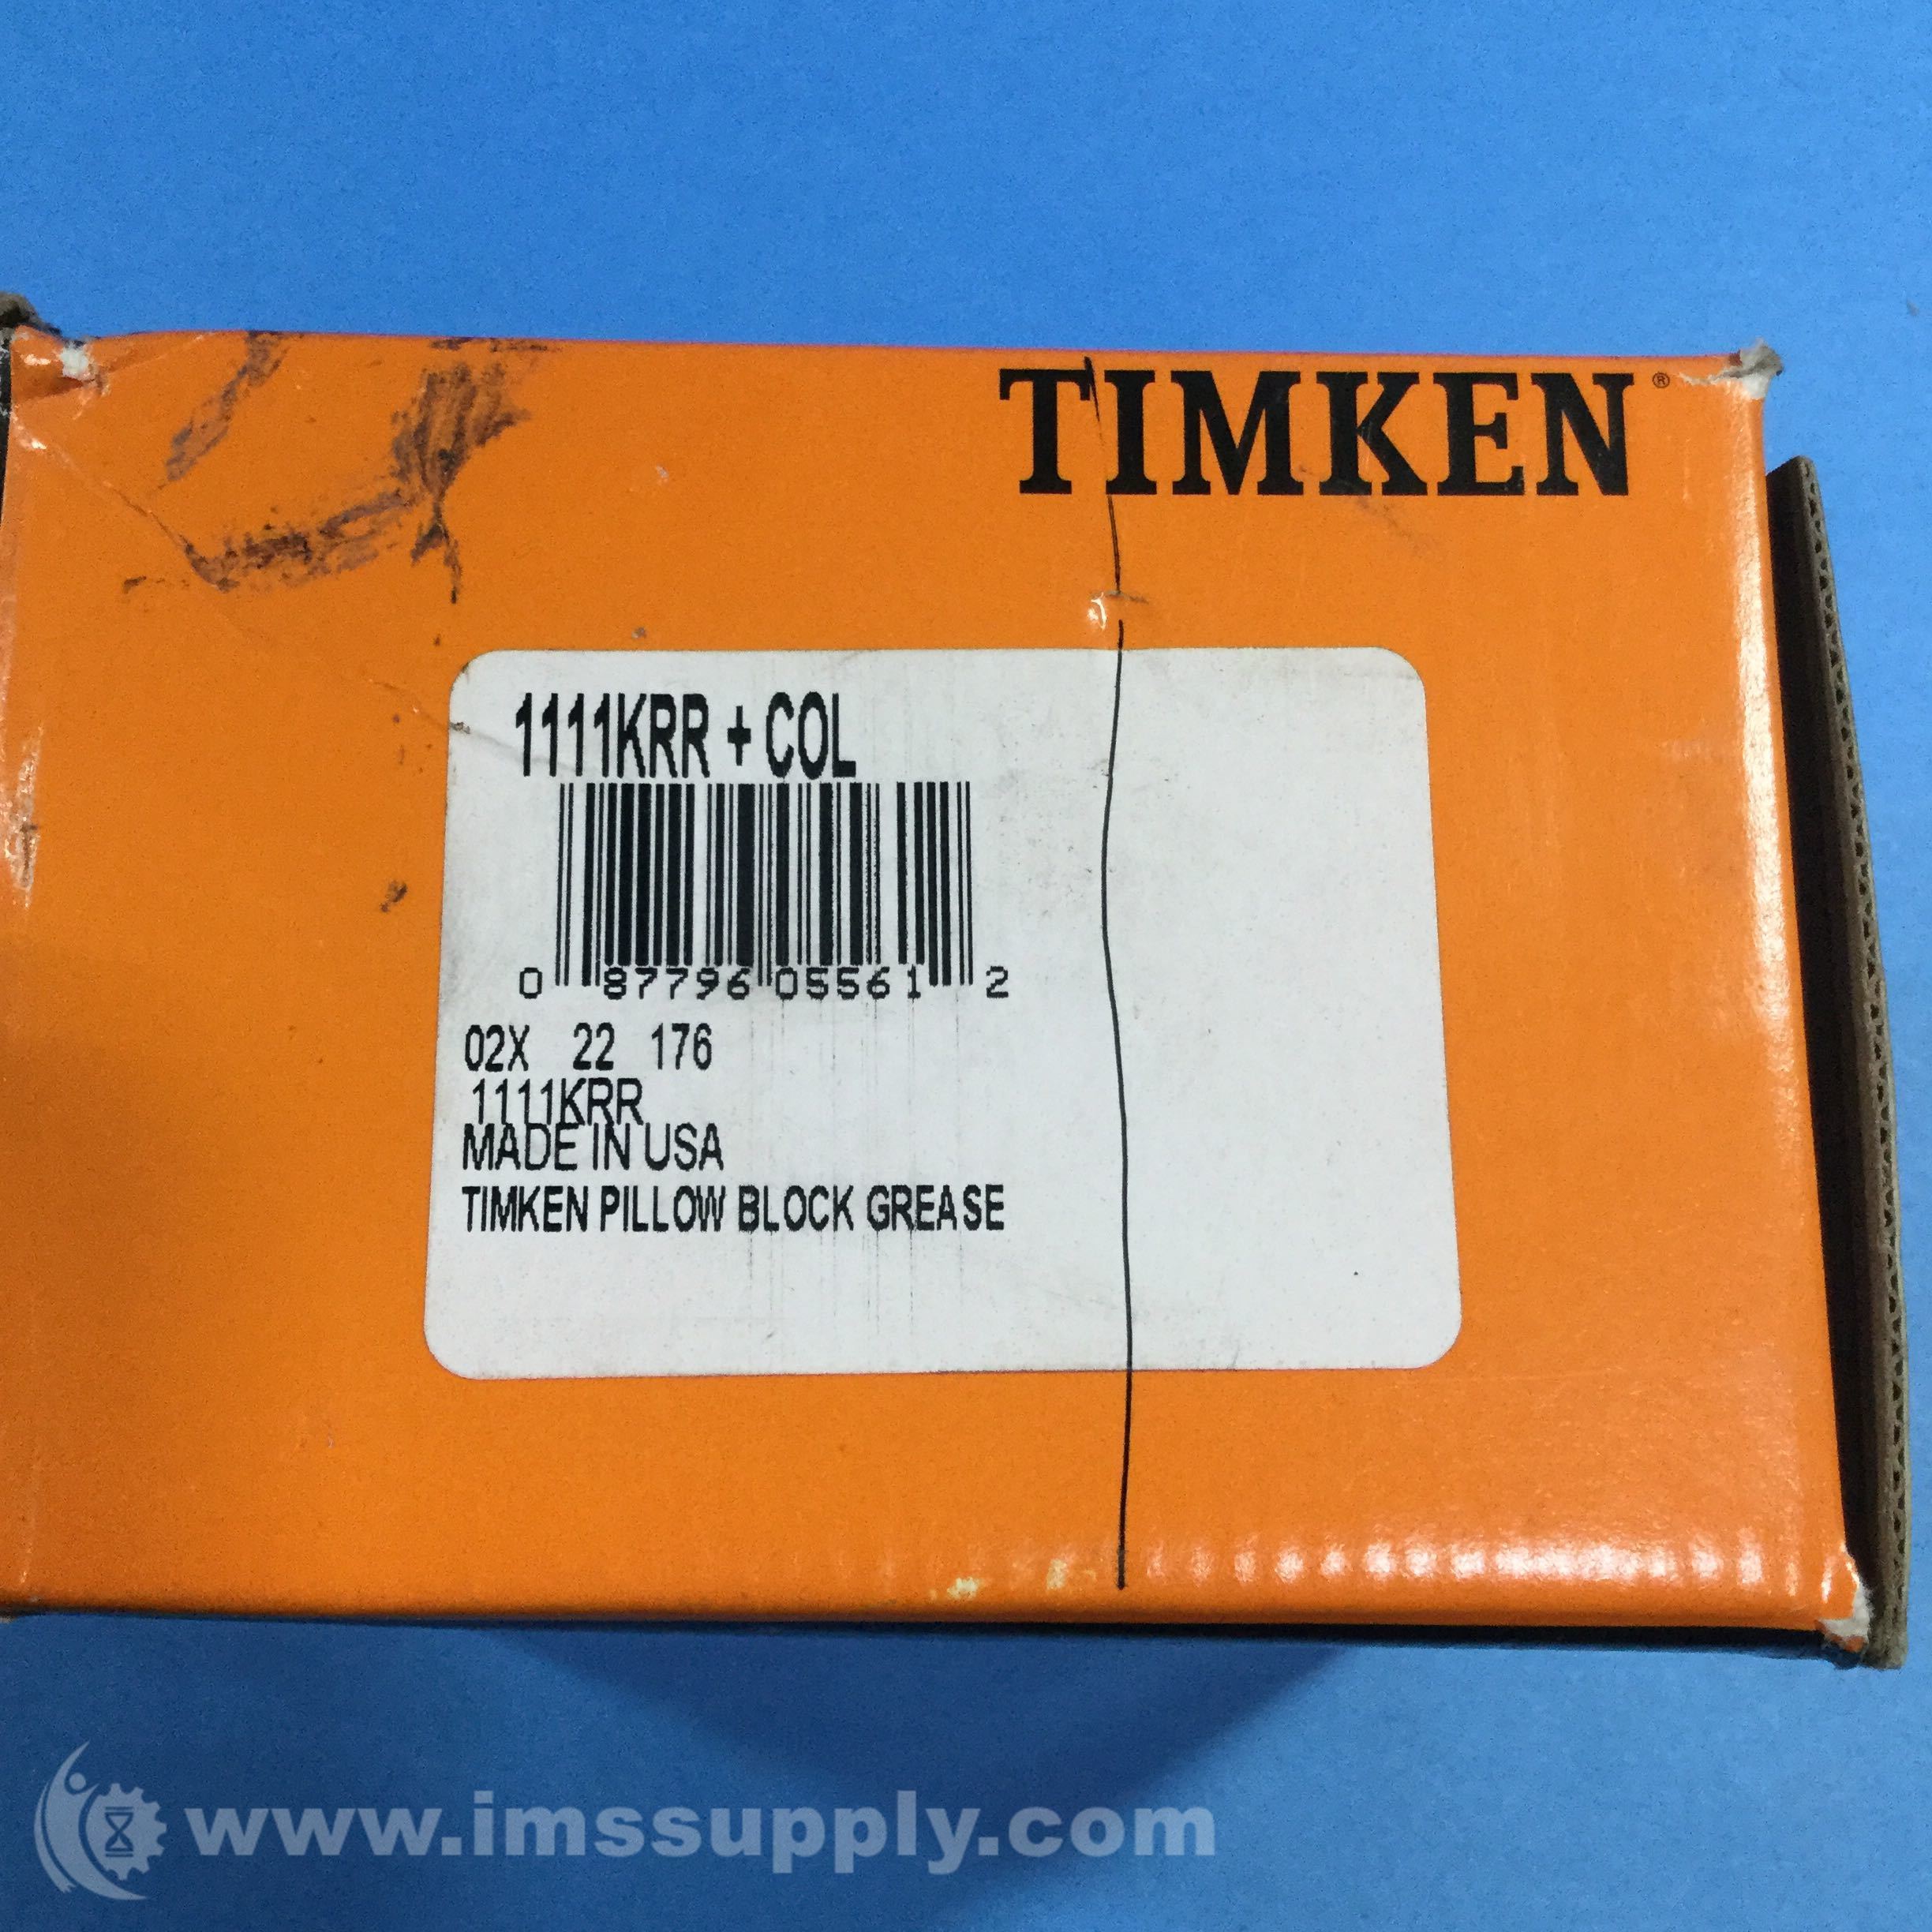 TIMKEN®
1111KRR + COL
0 87796 05561 2
02X 22 176
1111KRR
MADE IN USA
TIMKEN PILLOW BLOCK GREASE
www.imssupply.com